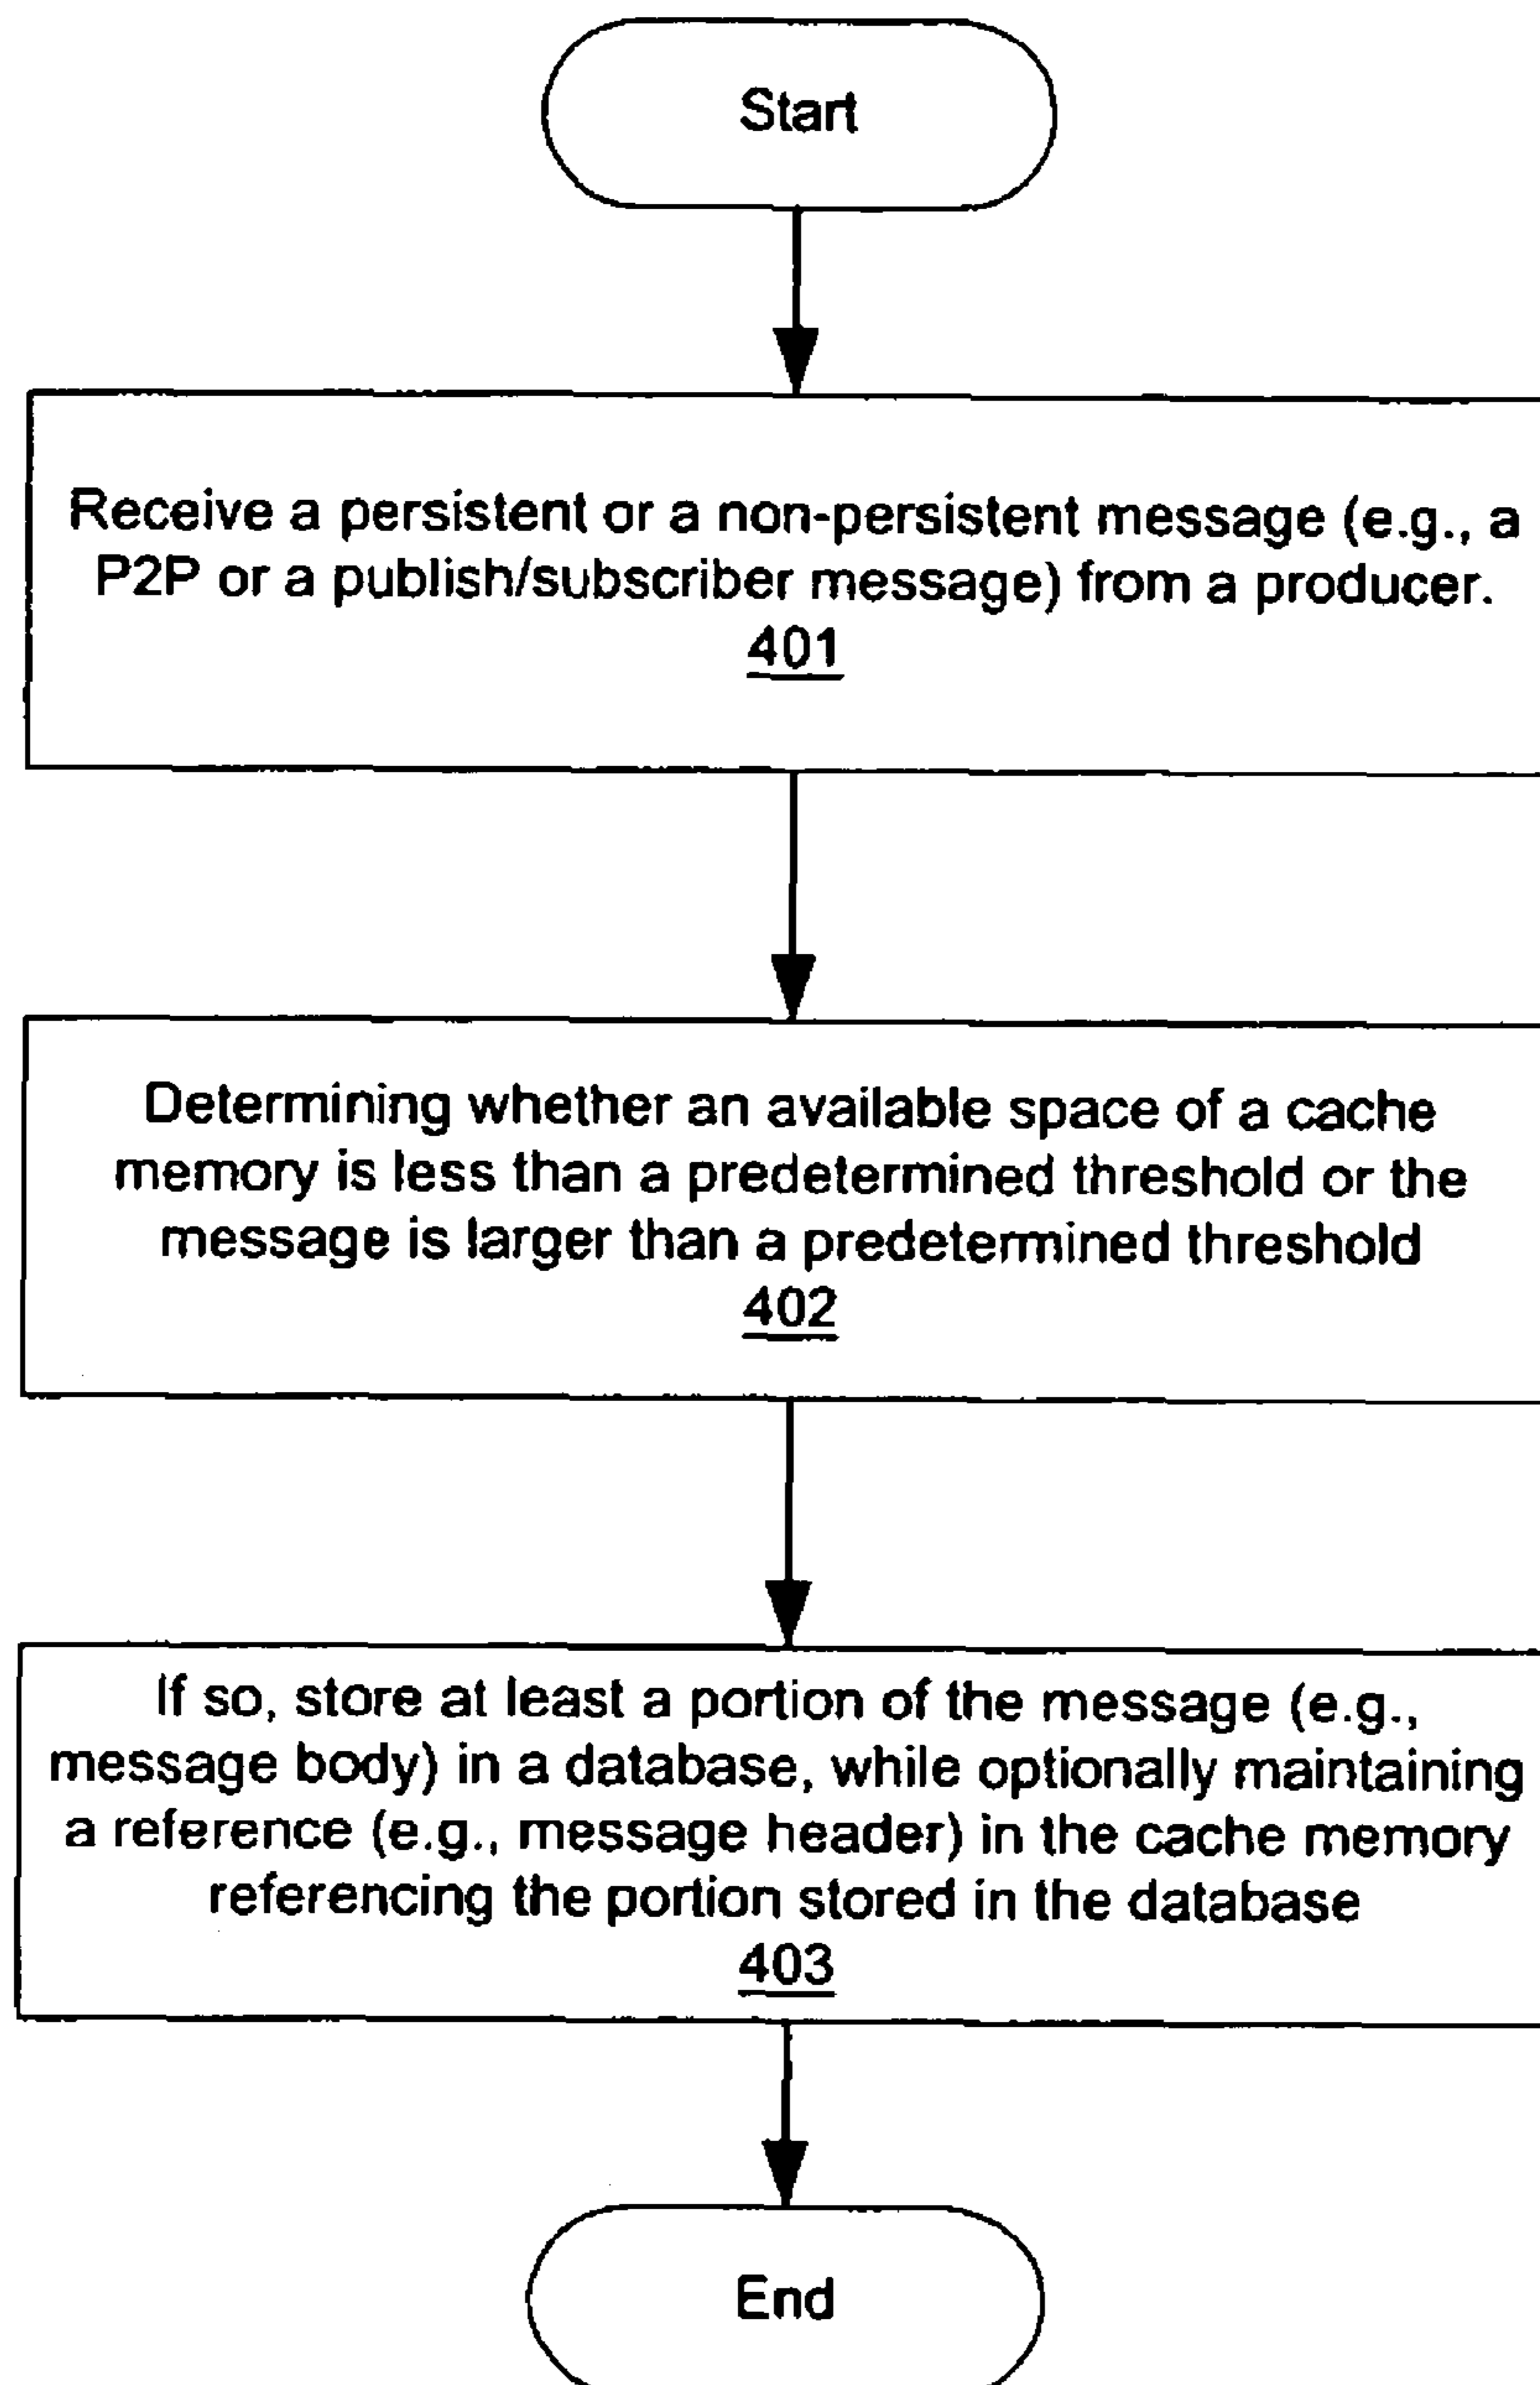 Start
Receive a persistent or a non-persistent message (e.g., a
P2P or a publish/subscriber message) from a producer.
401
Determining whether an available space of a cache
memory is less than a predetermined threshold or the
message is larger than a predetermined threshold
402
If so, store at least a portion of the message (e.g.,
message body) in a database, while optionally maintaining
a reference (e.g., message header) in the cache memory
referencing the portion stored in the database
403
End